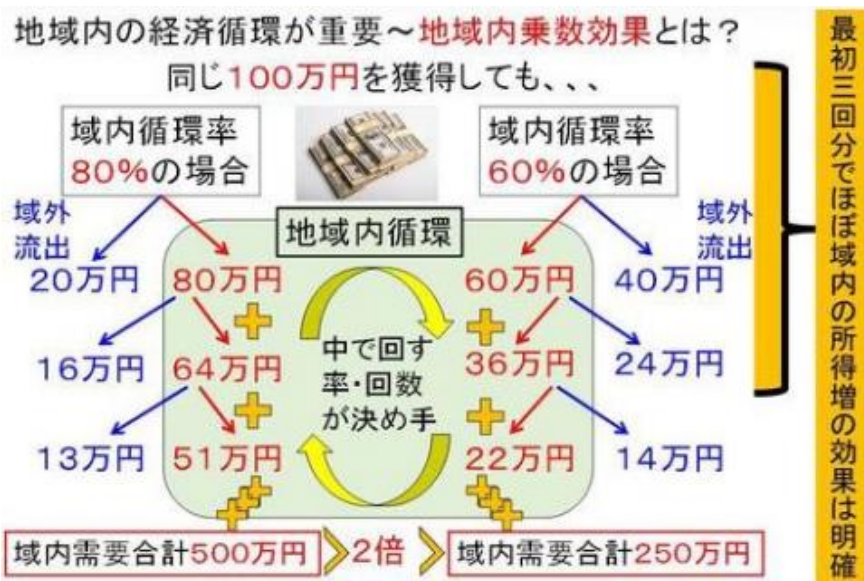 地域内の経済循環が重要～地域内乗数効果とは?
同じ100万円を獲得しても、、、
域内循環率
80%の場合
域内循環率
60%の場合
域外
流出
地域内循環
域外
流出
20万円
80万円
60万円
40万円
16万円
64万円
中で回す
率・回数
が決め手
36万円
24万円
13万円
51万円
22万円
14万円
域内需要合計500万円
2倍
域内需要合計250万円
最初三回分でほぼ域内の所得増の効果は明確